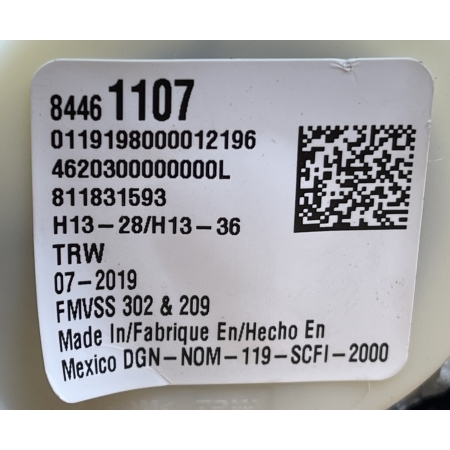 8446 1107
0119198000012196
4620300000000L
811831593
H13-28/H13-36
TRW
07-2019
FMVSS 302 & 209
Made In/Fabrique En/Hecho En
Mexico DGN-NOM-119-SCFI-2000